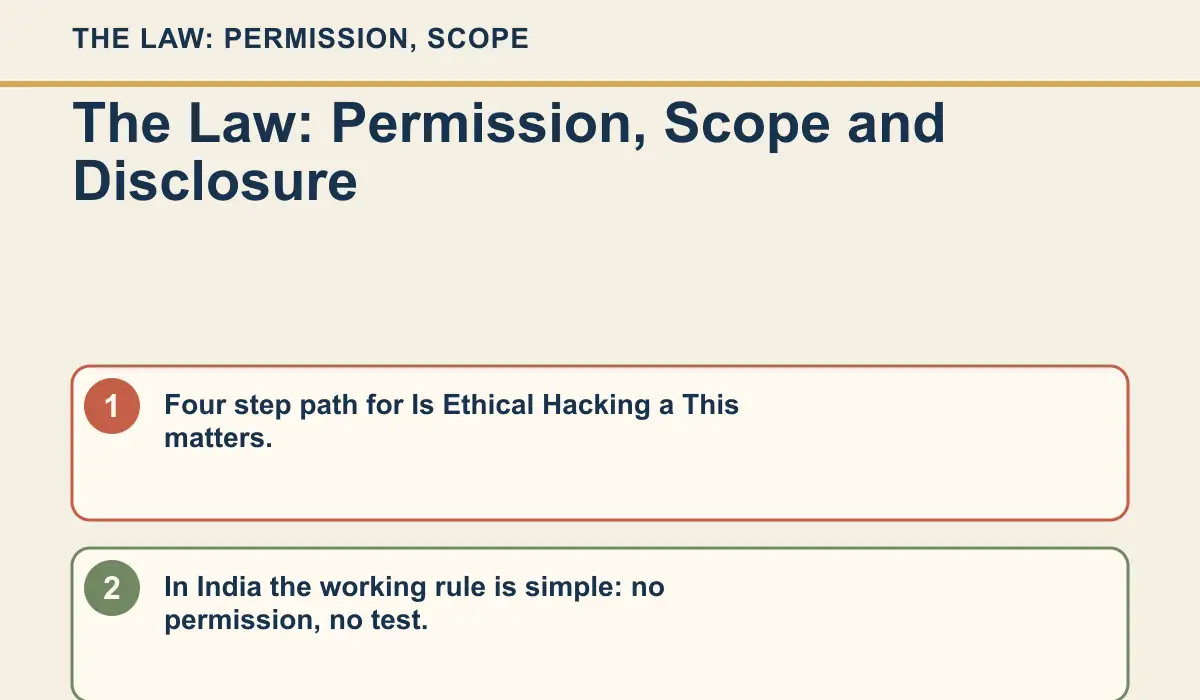 THE LAW: PERMISSION, SCOPE
The Law: Permission, Scope and
Disclosure
1
Four step path for Is Ethical Hacking a This
matters.
2
In India the working rule is simple: no
permission, no test.